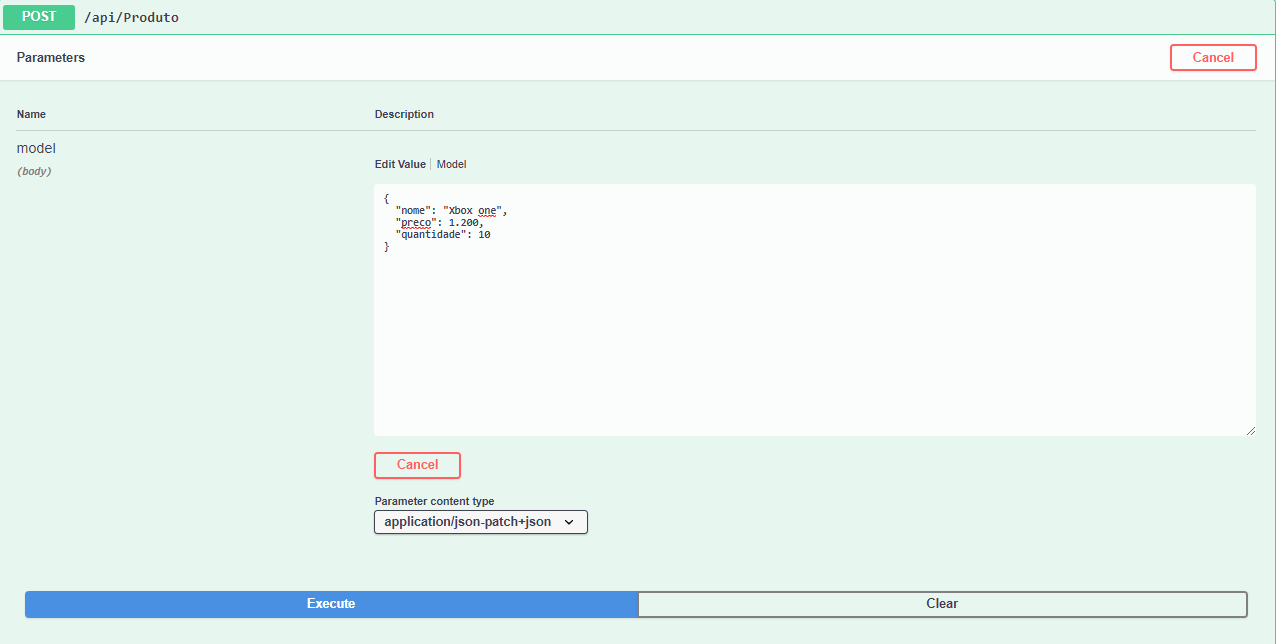 POST /api/Produto
Parameters
Cancel
Name Description
model
(body)
Edit Value | Model
{
  "nome": "Xbox one",
  "preco": 1.200,
  "quantidade": 10
}
Cancel
Parameter content type
application/json-patch+json
Execute Clear